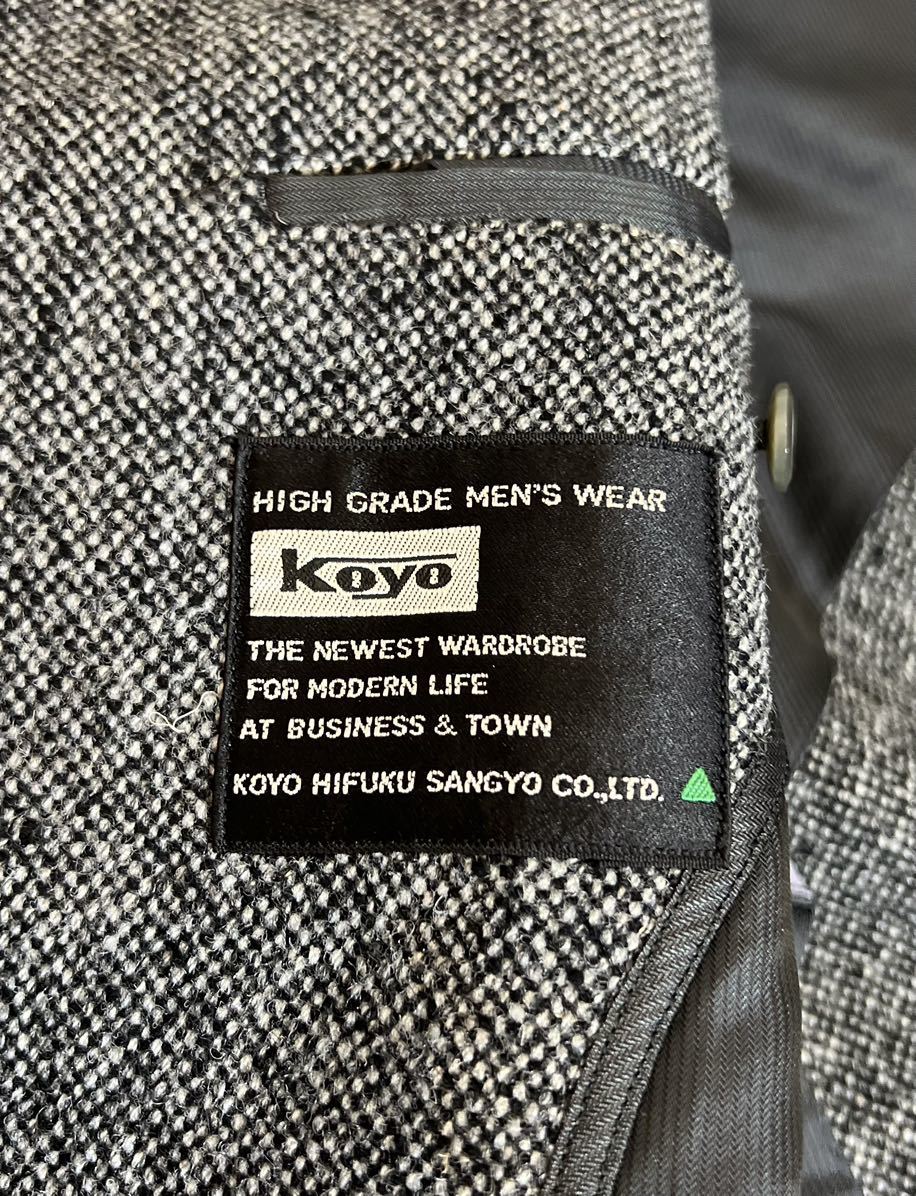 HIGH GRADE MEN'S WEAR
Koyo
THE NEWEST WARDROBE
FOR MODERN LIFE
AT BUSINESS & TOWN
KOYO HIFUKU SANGYO CO.,LTD.